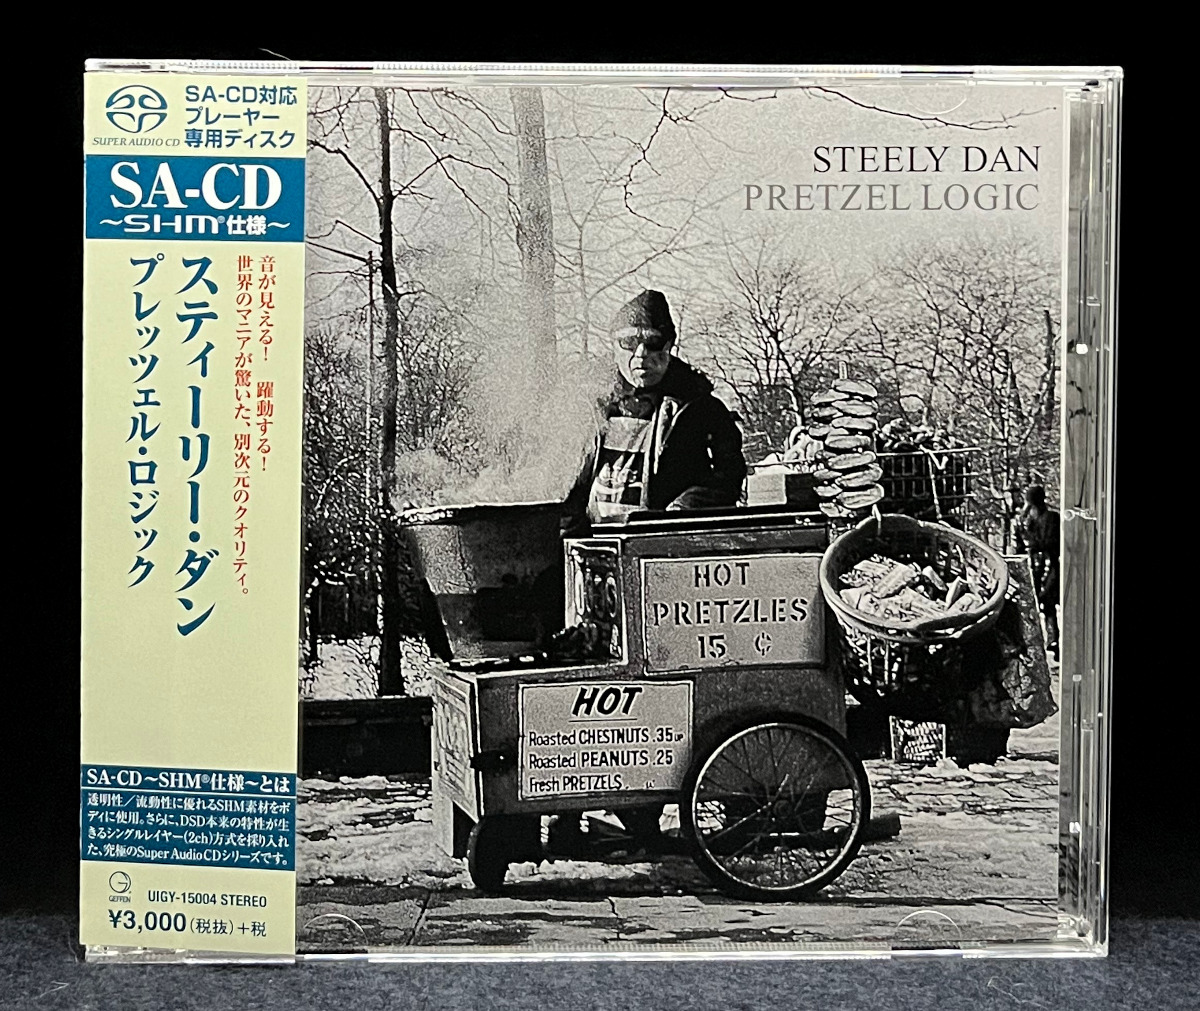 SUPER AUDIO CD
SA-CD対応
プレーヤー
専用ディスク
SA-CD
~SHM®仕様~
音が見える! 躍動する!
世界のマニアが驚いた、別次元のクオリティ。
スティーリー・ダン
プレッツェル・ロジック
SA-CD~SHM®仕様~とは
透明性/流動性に優れるSHM素材をボ
ディに使用。さらに、DSD本来の特性が生
きるシングルレイヤー(2ch)方式を採り入れ
た、究極のSuper Audio CDシリーズです。
GEFFEN
UIGY-15004 STEREO
¥3,000(税抜)+税
STEELY DAN
PRETZEL LOGIC
HOT
PRETZLES
15 ¢
HOT
Roasted CHESTNUTS .35 UP
Roasted PEANUTS .25
Fresh PRETZELS.